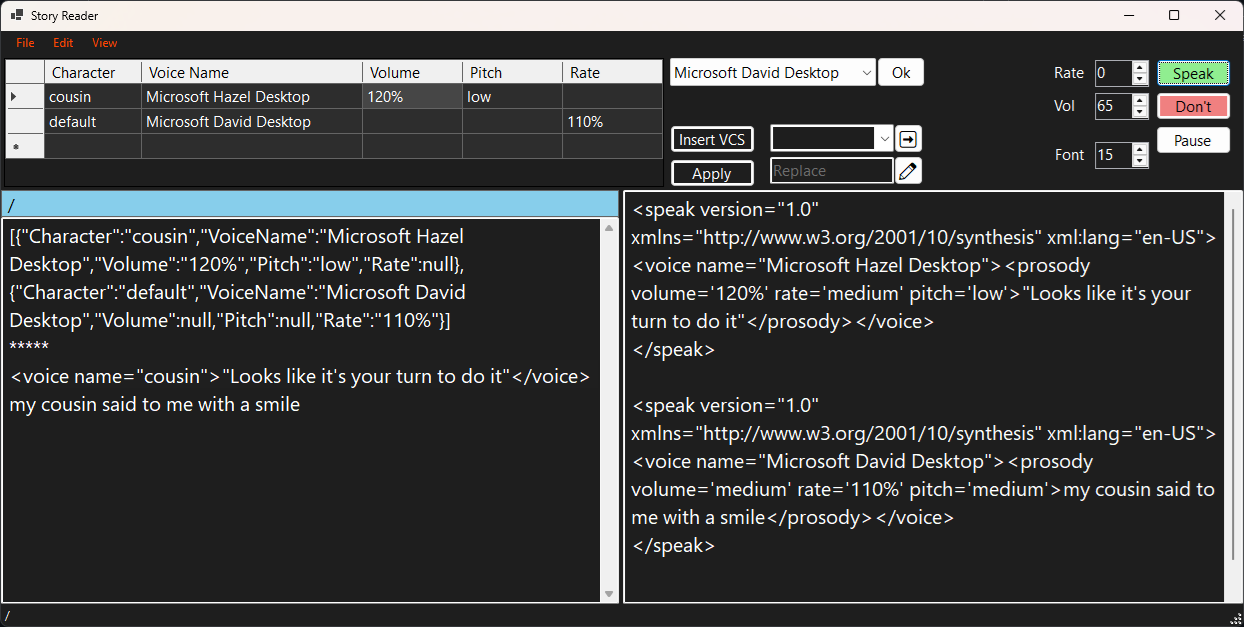 Story Reader
File Edit View
Character Voice Name Volume Pitch Rate
cousin Microsoft Hazel Desktop 120% low
default Microsoft David Desktop 110%
*
Microsoft David Desktop Ok
Insert VCS
Apply
Replace
Rate 0 Speak
Vol 65 Don't
Pause
Font 15
/
[{"Character":"cousin","VoiceName":"Microsoft Hazel
Desktop","Volume":"120%","Pitch":"low","Rate":null},
{"Character":"default","VoiceName":"Microsoft David
Desktop","Volume":null,"Pitch":null,"Rate":"110%"}]
*****
<voice name="cousin">"Looks like it's your turn to do it"</voice>
my cousin said to me with a smile
<speak version="1.0"
xmlns="http://www.w3.org/2001/10/synthesis" xml:lang="en-US">
<voice name="Microsoft Hazel Desktop"><prosody
volume='120%' rate='medium' pitch='low'>"Looks like it's your
turn to do it"</prosody></voice>
</speak>
<speak version="1.0"
xmlns="http://www.w3.org/2001/10/synthesis" xml:lang="en-US">
<voice name="Microsoft David Desktop"><prosody
volume='medium' rate='110%' pitch='medium'>my cousin said to
me with a smile</prosody></voice>
</speak>
/